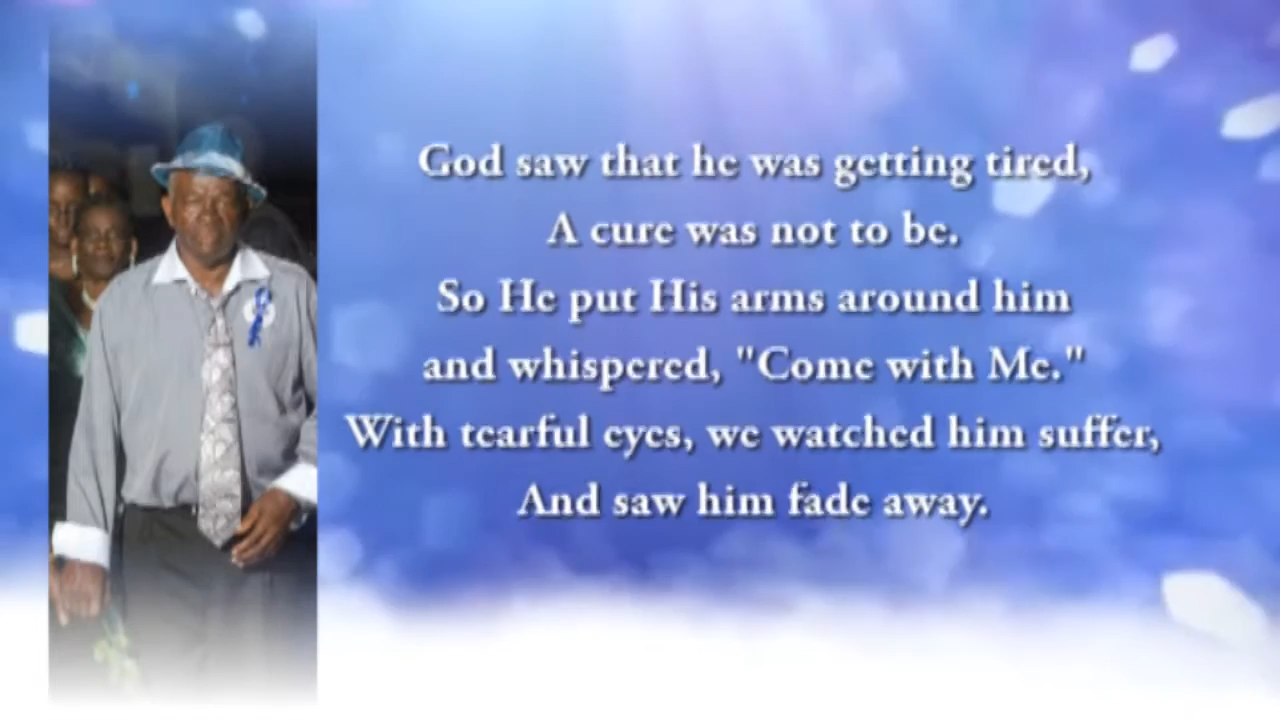 God saw that he was getting tired,
A cure was not to be.
So He put His arms around him
and whispered, "Come with Me."
With tearful eyes, we watched him suffer,
And saw him fade away.